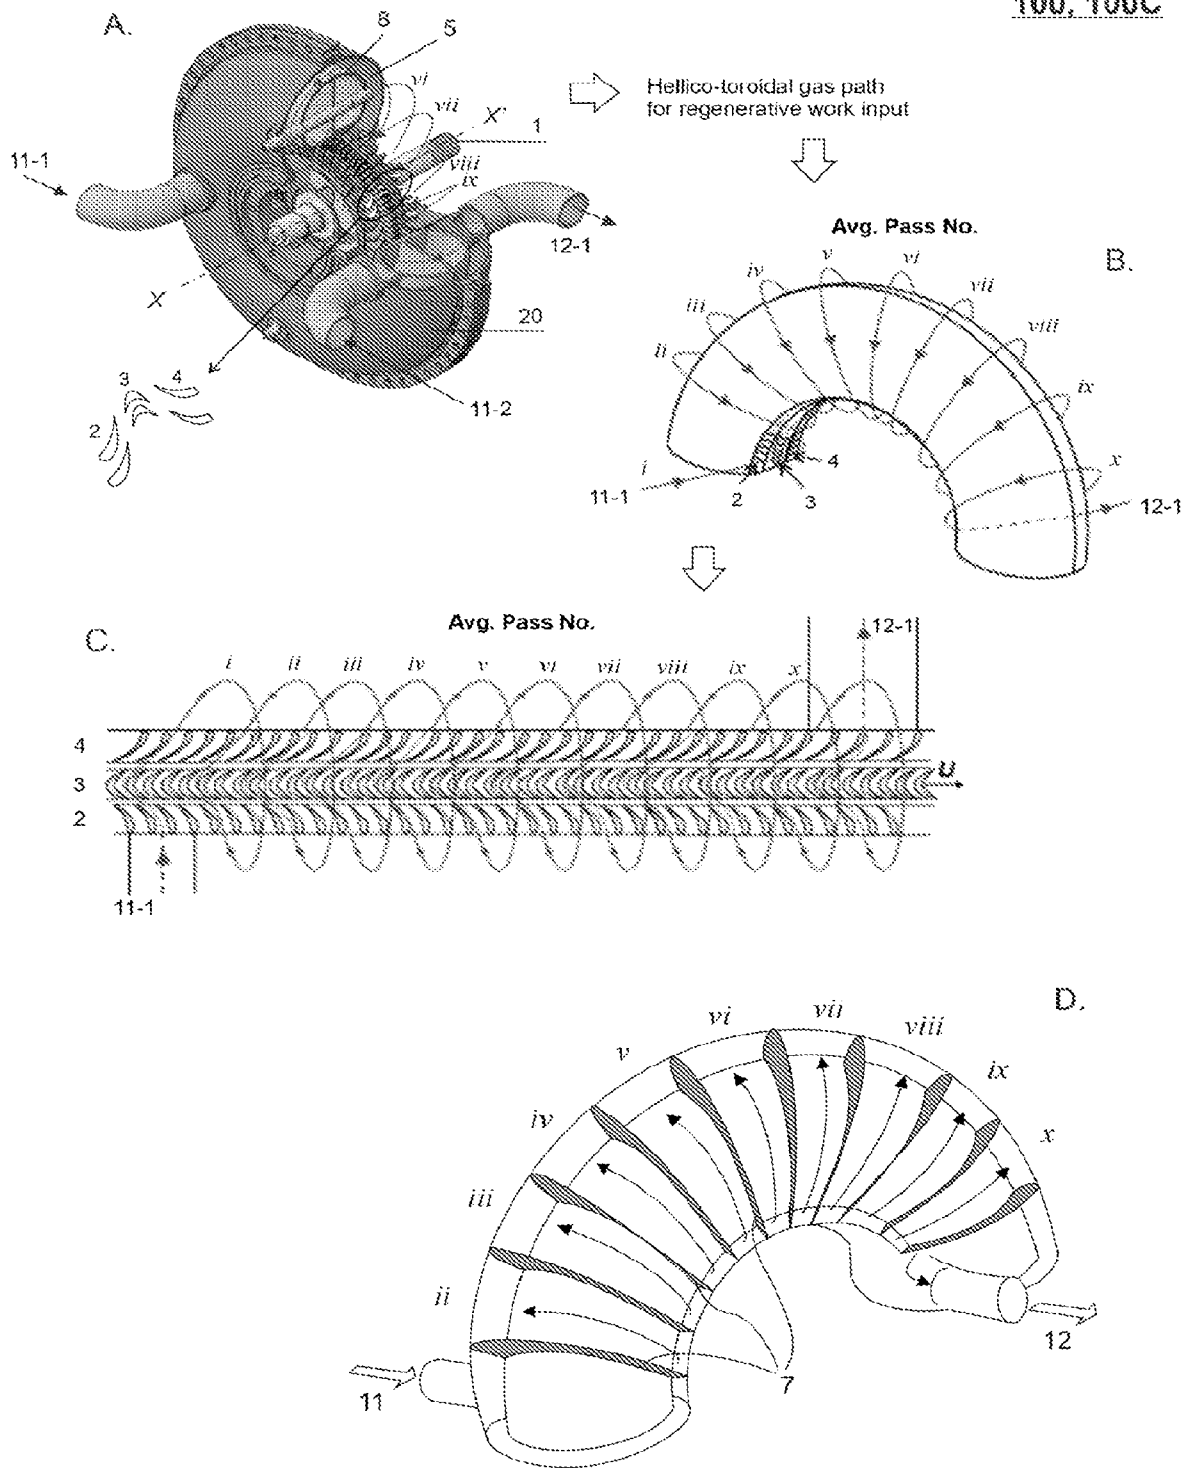 100, 100C
A.
6
5
vi
vii
X'
1
viii
ix
11-1
12-1
X
20
11-2
3
4
2
Hellico-toroidal gas path
for regenerative work input
Avg. Pass No.
B.
ii
iii
iv
v
vi
vii
viii
ix
x
i
11-1
2
3
4
12-1
C.
Avg. Pass No.
12-1
i
ii
iii
iv
v
vi
vii
viii
ix
x
4
3
U
2
11-1
D.
ii
iii
iv
v
vi
vii
viii
ix
x
7
11
12